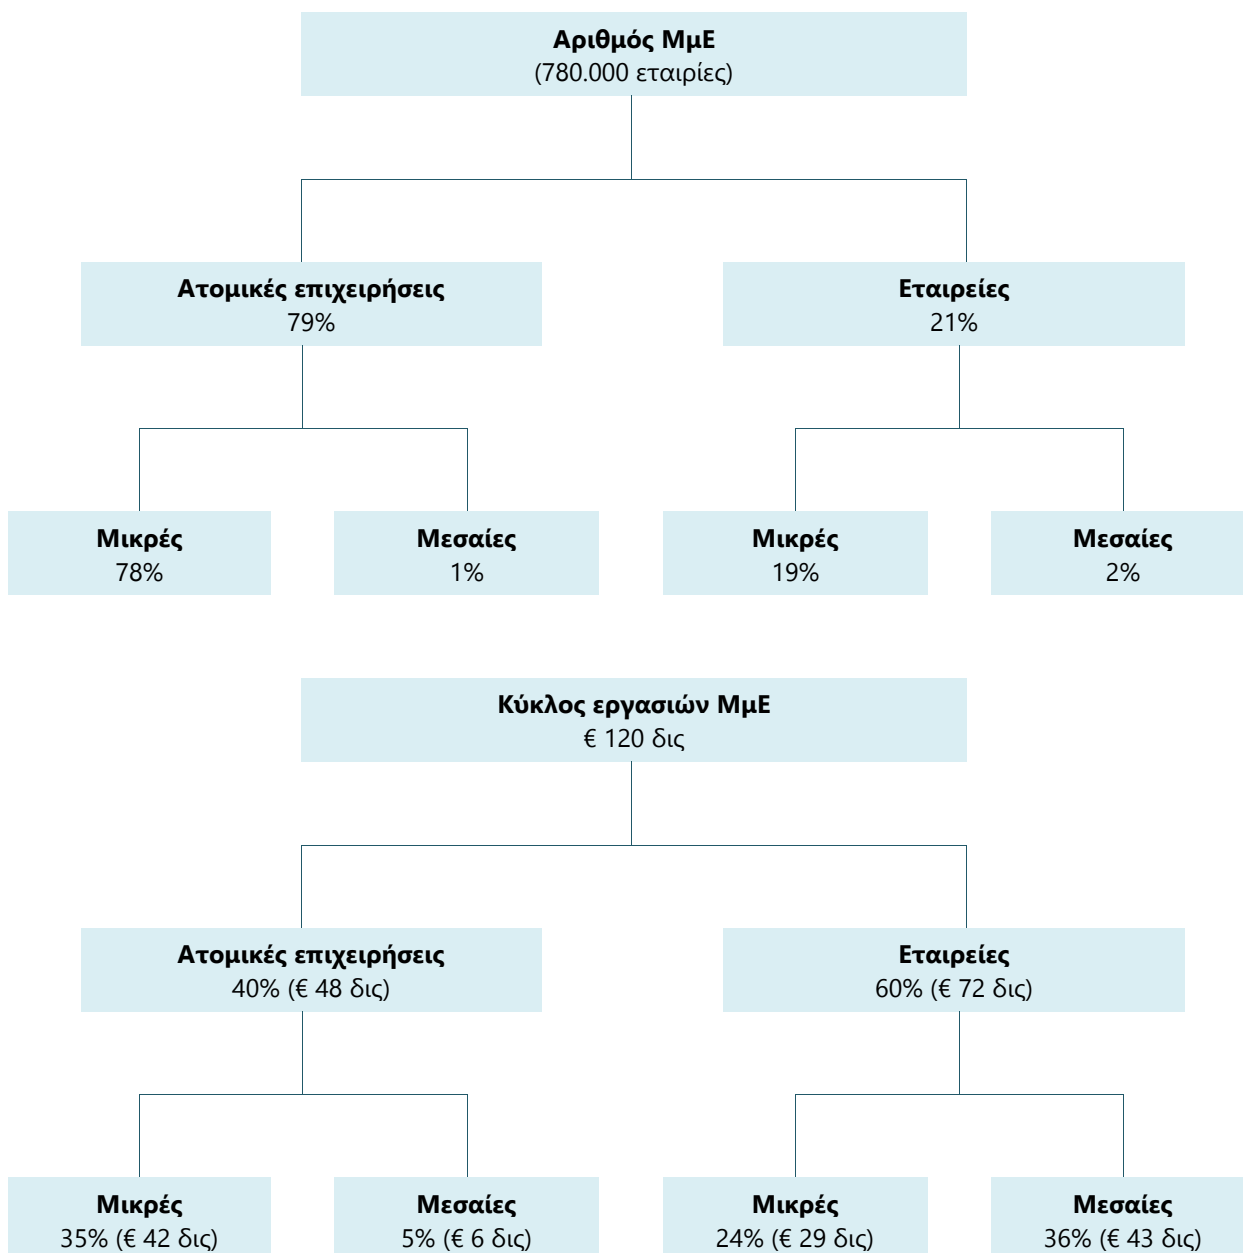 Αριθμός ΜμΕ
(780.000 εταιρίες)
Ατομικές επιχειρήσεις
79%
Εταιρείες
21%
Μικρές
78%
Μεσαίες
1%
Μικρές
19%
Μεσαίες
2%
Κύκλος εργασιών ΜμΕ
€ 120 δις
Ατομικές επιχειρήσεις
40% (€ 48 δις)
Εταιρείες
60% (€ 72 δις)
Μικρές
35% (€ 42 δις)
Μεσαίες
5% (€ 6 δις)
Μικρές
24% (€ 29 δις)
Μεσαίες
36% (€ 43 δις)